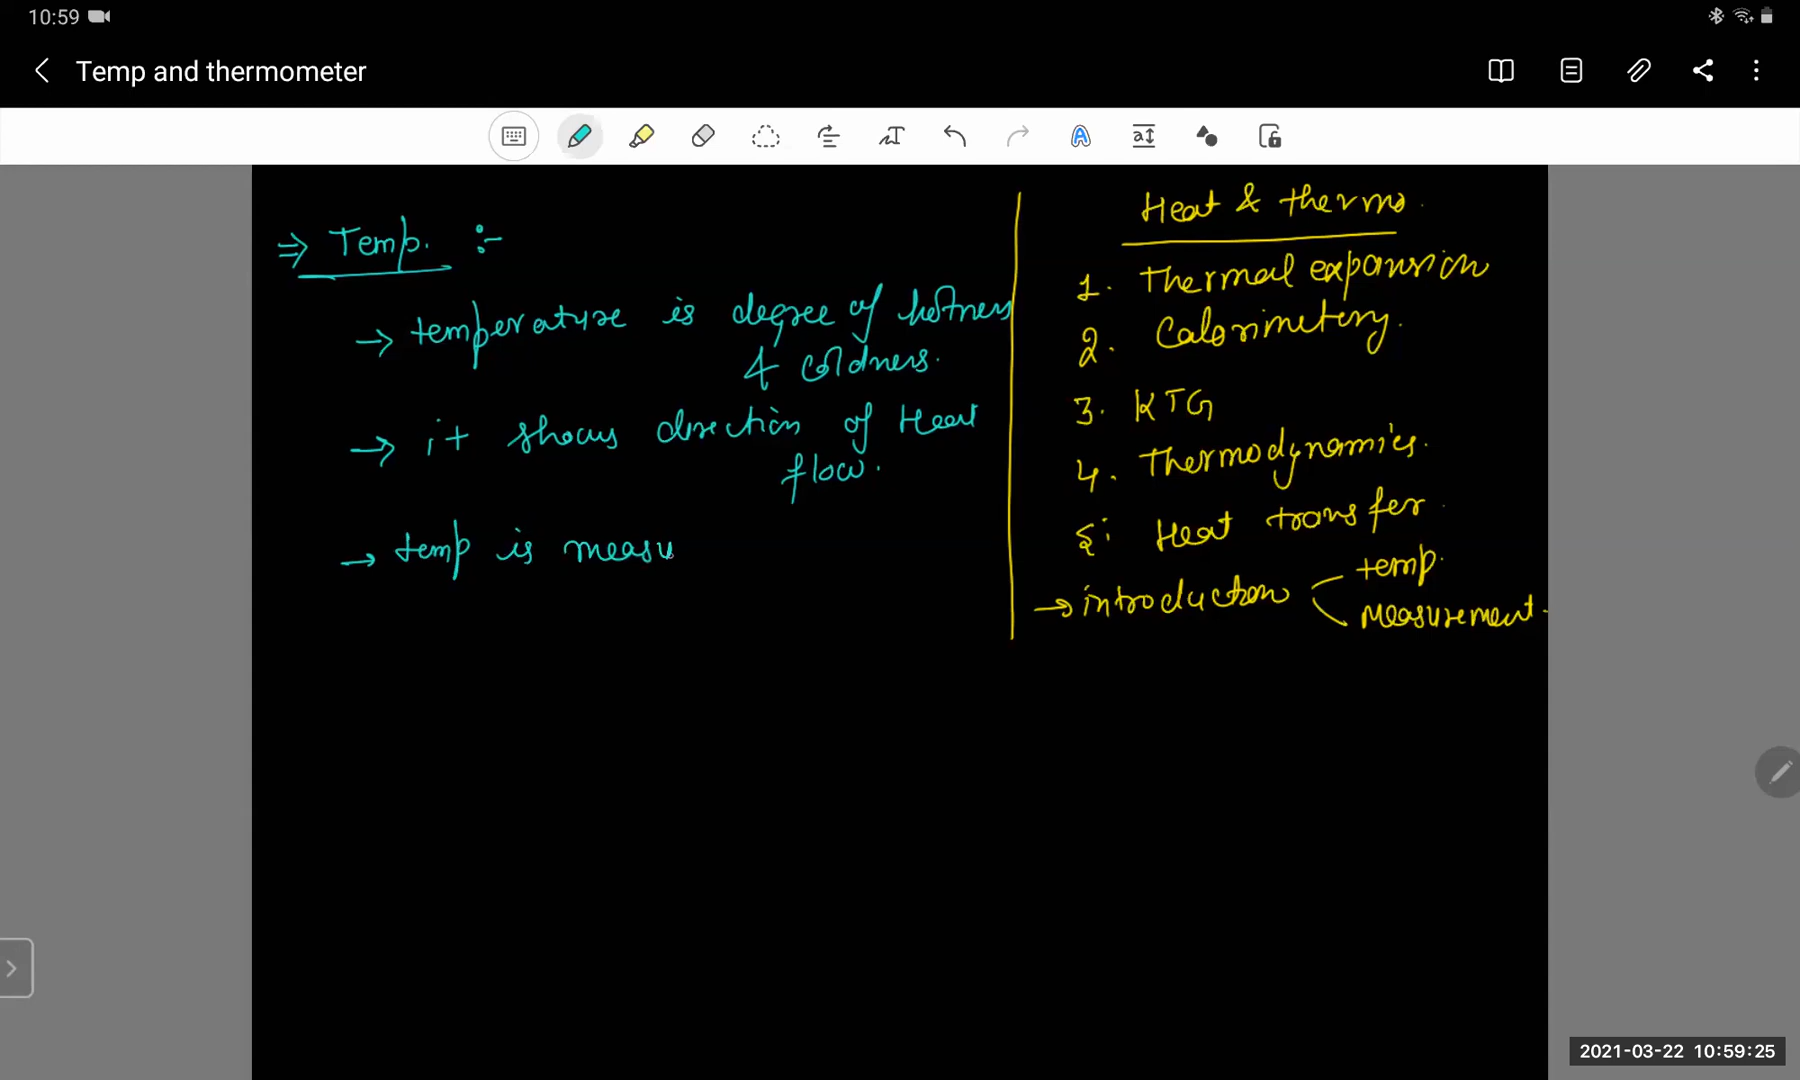 10:59
Temp and thermometer
⇒ Temp. :-
→ temperature is degree of hotness
& coldness.
→ it shows direction of Heat
flow.
→ temp is measu
Heat & thermo.
1. Thermal expansion
2. Calorimetery.
3. KTG
4. Thermodynamics.
5. Heat transfer.
→ introduction
temp.
measurement.
2021-03-22 10:59:25